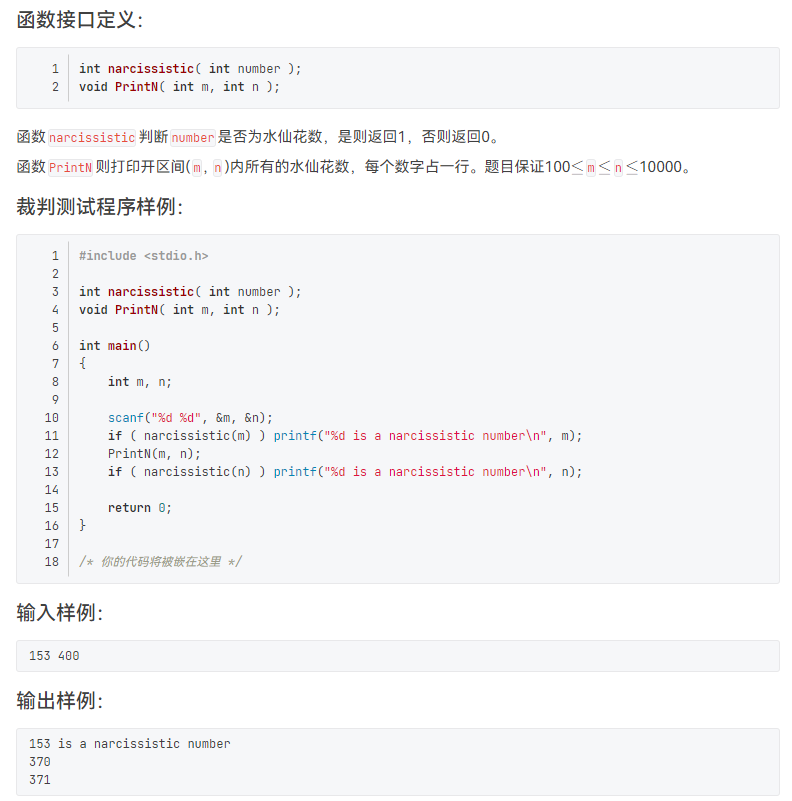 函数接口定义：
1 int narcissistic( int number );
2 void PrintN( int m, int n );
函数narcissistic判断number是否为水仙花数，是则返回1，否则返回0。
函数PrintN则打印开区间(m, n)内所有的水仙花数，每个数字占一行。题目保证100≤m≤n≤10000。
裁判测试程序样例：
1 #include <stdio.h>
2
3 int narcissistic( int number );
4 void PrintN( int m, int n );
5
6 int main()
7 {
8     int m, n;
9
10     scanf("%d %d", &m, &n);
11     if ( narcissistic(m) ) printf("%d is a narcissistic number\n", m);
12     PrintN(m, n);
13     if ( narcissistic(n) ) printf("%d is a narcissistic number\n", n);
14
15     return 0;
16 }
17
18 /* 你的代码将被嵌在这里 */
输入样例：
153 400
输出样例：
153 is a narcissistic number
370
371